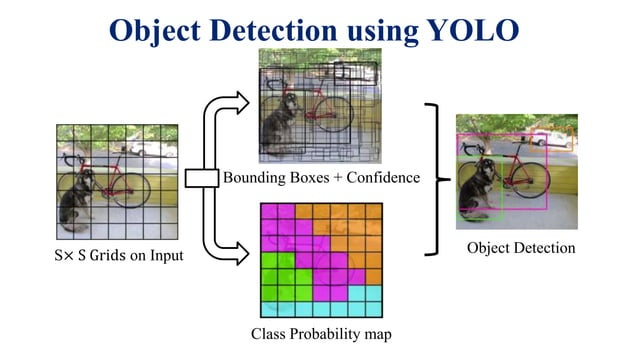 Object Detection using YOLO
S× S Grids on Input
Bounding Boxes + Confidence
Class Probability map
Object Detection